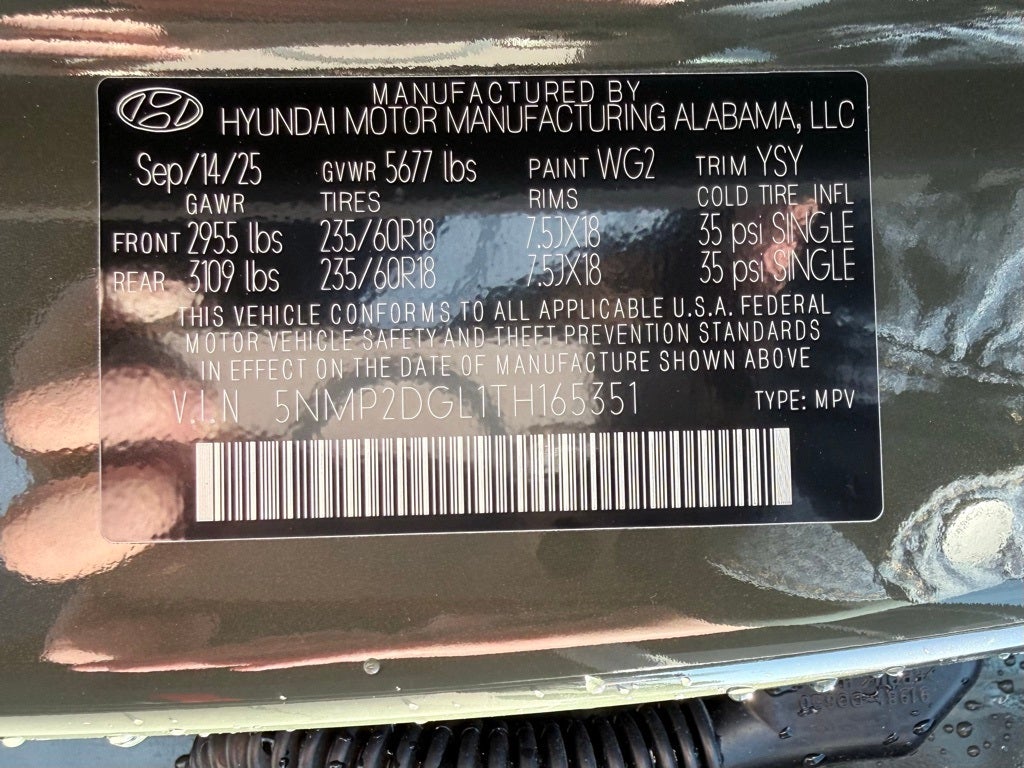 MANUFACTURED BY
HYUNDAI MOTOR MANUFACTURING ALABAMA, LLC
Sep/14/25 GVWR 5677 lbs PAINT WG2 TRIM YSY
GAWR TIRES RIMS COLD TIRE INFL
FRONT 2955 lbs 235/60R18 7.5JX18 35 psi SINGLE
REAR 3109 lbs 235/60R18 7.5JX18 35 psi SINGLE
THIS VEHICLE CONFORMS TO ALL APPLICABLE U.S.A. FEDERAL
MOTOR VEHICLE SAFETY AND THEFT PREVENTION STANDARDS
IN EFFECT ON THE DATE OF MANUFACTURE SHOWN ABOVE
V.I.N 5NMP2DGL1TH165351 TYPE: MPV